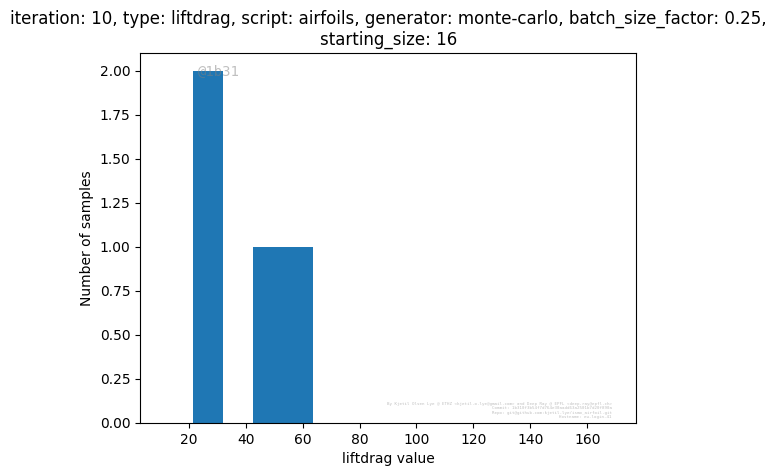 iteration: 10, type: liftdrag, script: airfoils, generator: monte-carlo, batch_size_factor: 0.25,
starting_size: 16
@1b31
2.00
1.75
1.50
1.25
1.00
0.75
0.50
0.25
0.00
Number of samples
20 40 60 80 100 120 140 160
liftdrag value